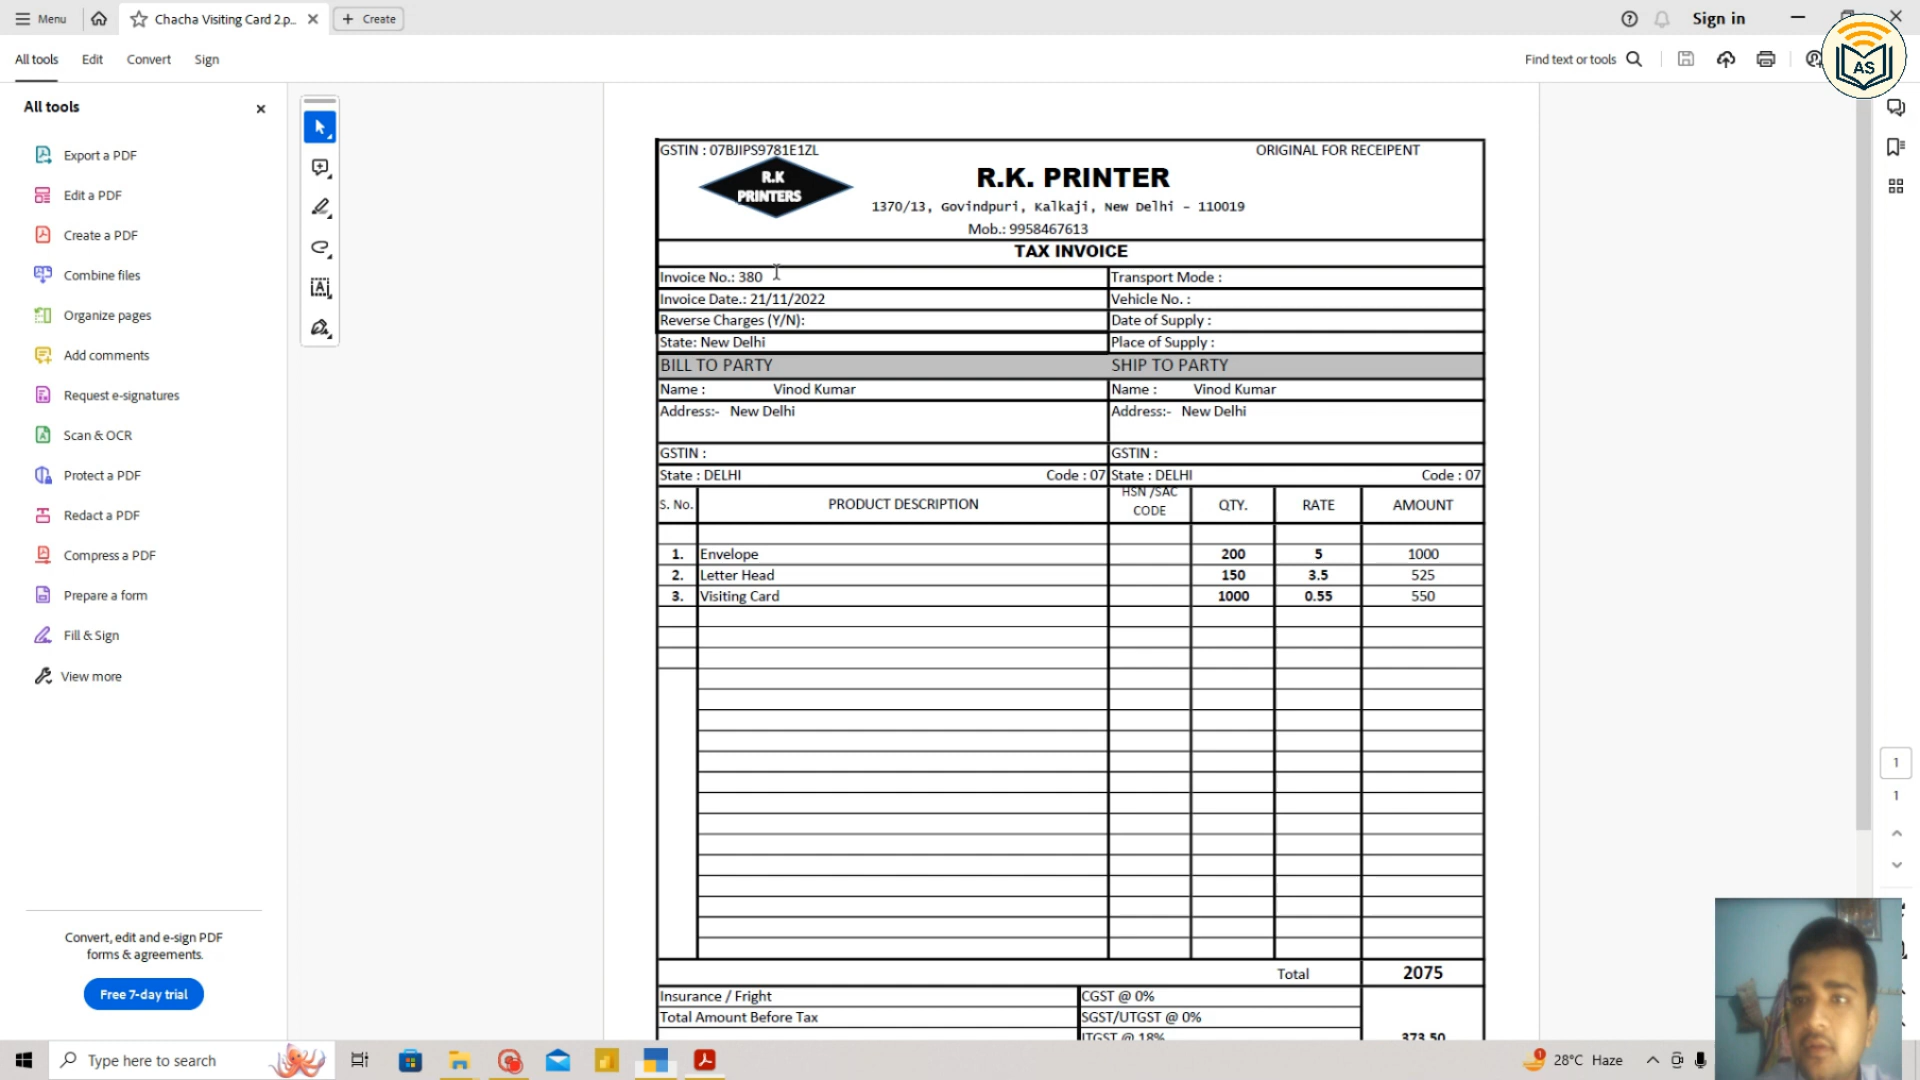 Menu
Chacha Visiting Card 2.p...
Create
Sign in
All tools
Edit
Convert
Sign
Find text or tools
AS
All tools
Export a PDF
Edit a PDF
Create a PDF
Combine files
Organize pages
Add comments
Request e-signatures
Scan & OCR
Protect a PDF
Redact a PDF
Compress a PDF
Prepare a form
Fill & Sign
View more
Convert, edit and e-sign PDF
forms & agreements.
Free 7-day trial
GSTIN : 07BJIPS9781E1ZL
ORIGINAL FOR RECEIPENT
R.K
PRINTERS
R.K. PRINTER
1370/13, Govindpuri, Kalkaji, New Delhi - 110019
Mob.: 9958467613
TAX INVOICE
Invoice No.: 380
Transport Mode :
Invoice Date.: 21/11/2022
Vehicle No. :
Reverse Charges (Y/N):
Date of Supply :
State: New Delhi
Place of Supply :
BILL TO PARTY
SHIP TO PARTY
Name : Vinod Kumar
Name : Vinod Kumar
Address:- New Delhi
Address:- New Delhi
GSTIN :
GSTIN :
State : DELHI Code : 07
State : DELHI Code : 07
S. No. PRODUCT DESCRIPTION HSN /SAC CODE QTY. RATE AMOUNT
1. Envelope 200 5 1000
2. Letter Head 150 3.5 525
3. Visiting Card 1000 0.55 550
Total 2075
Insurance / Fright
CGST @ 0%
Total Amount Before Tax
SGST/UTGST @ 0%
ITGST @ 18%
373.50
1
1
Type here to search
28°C Haze